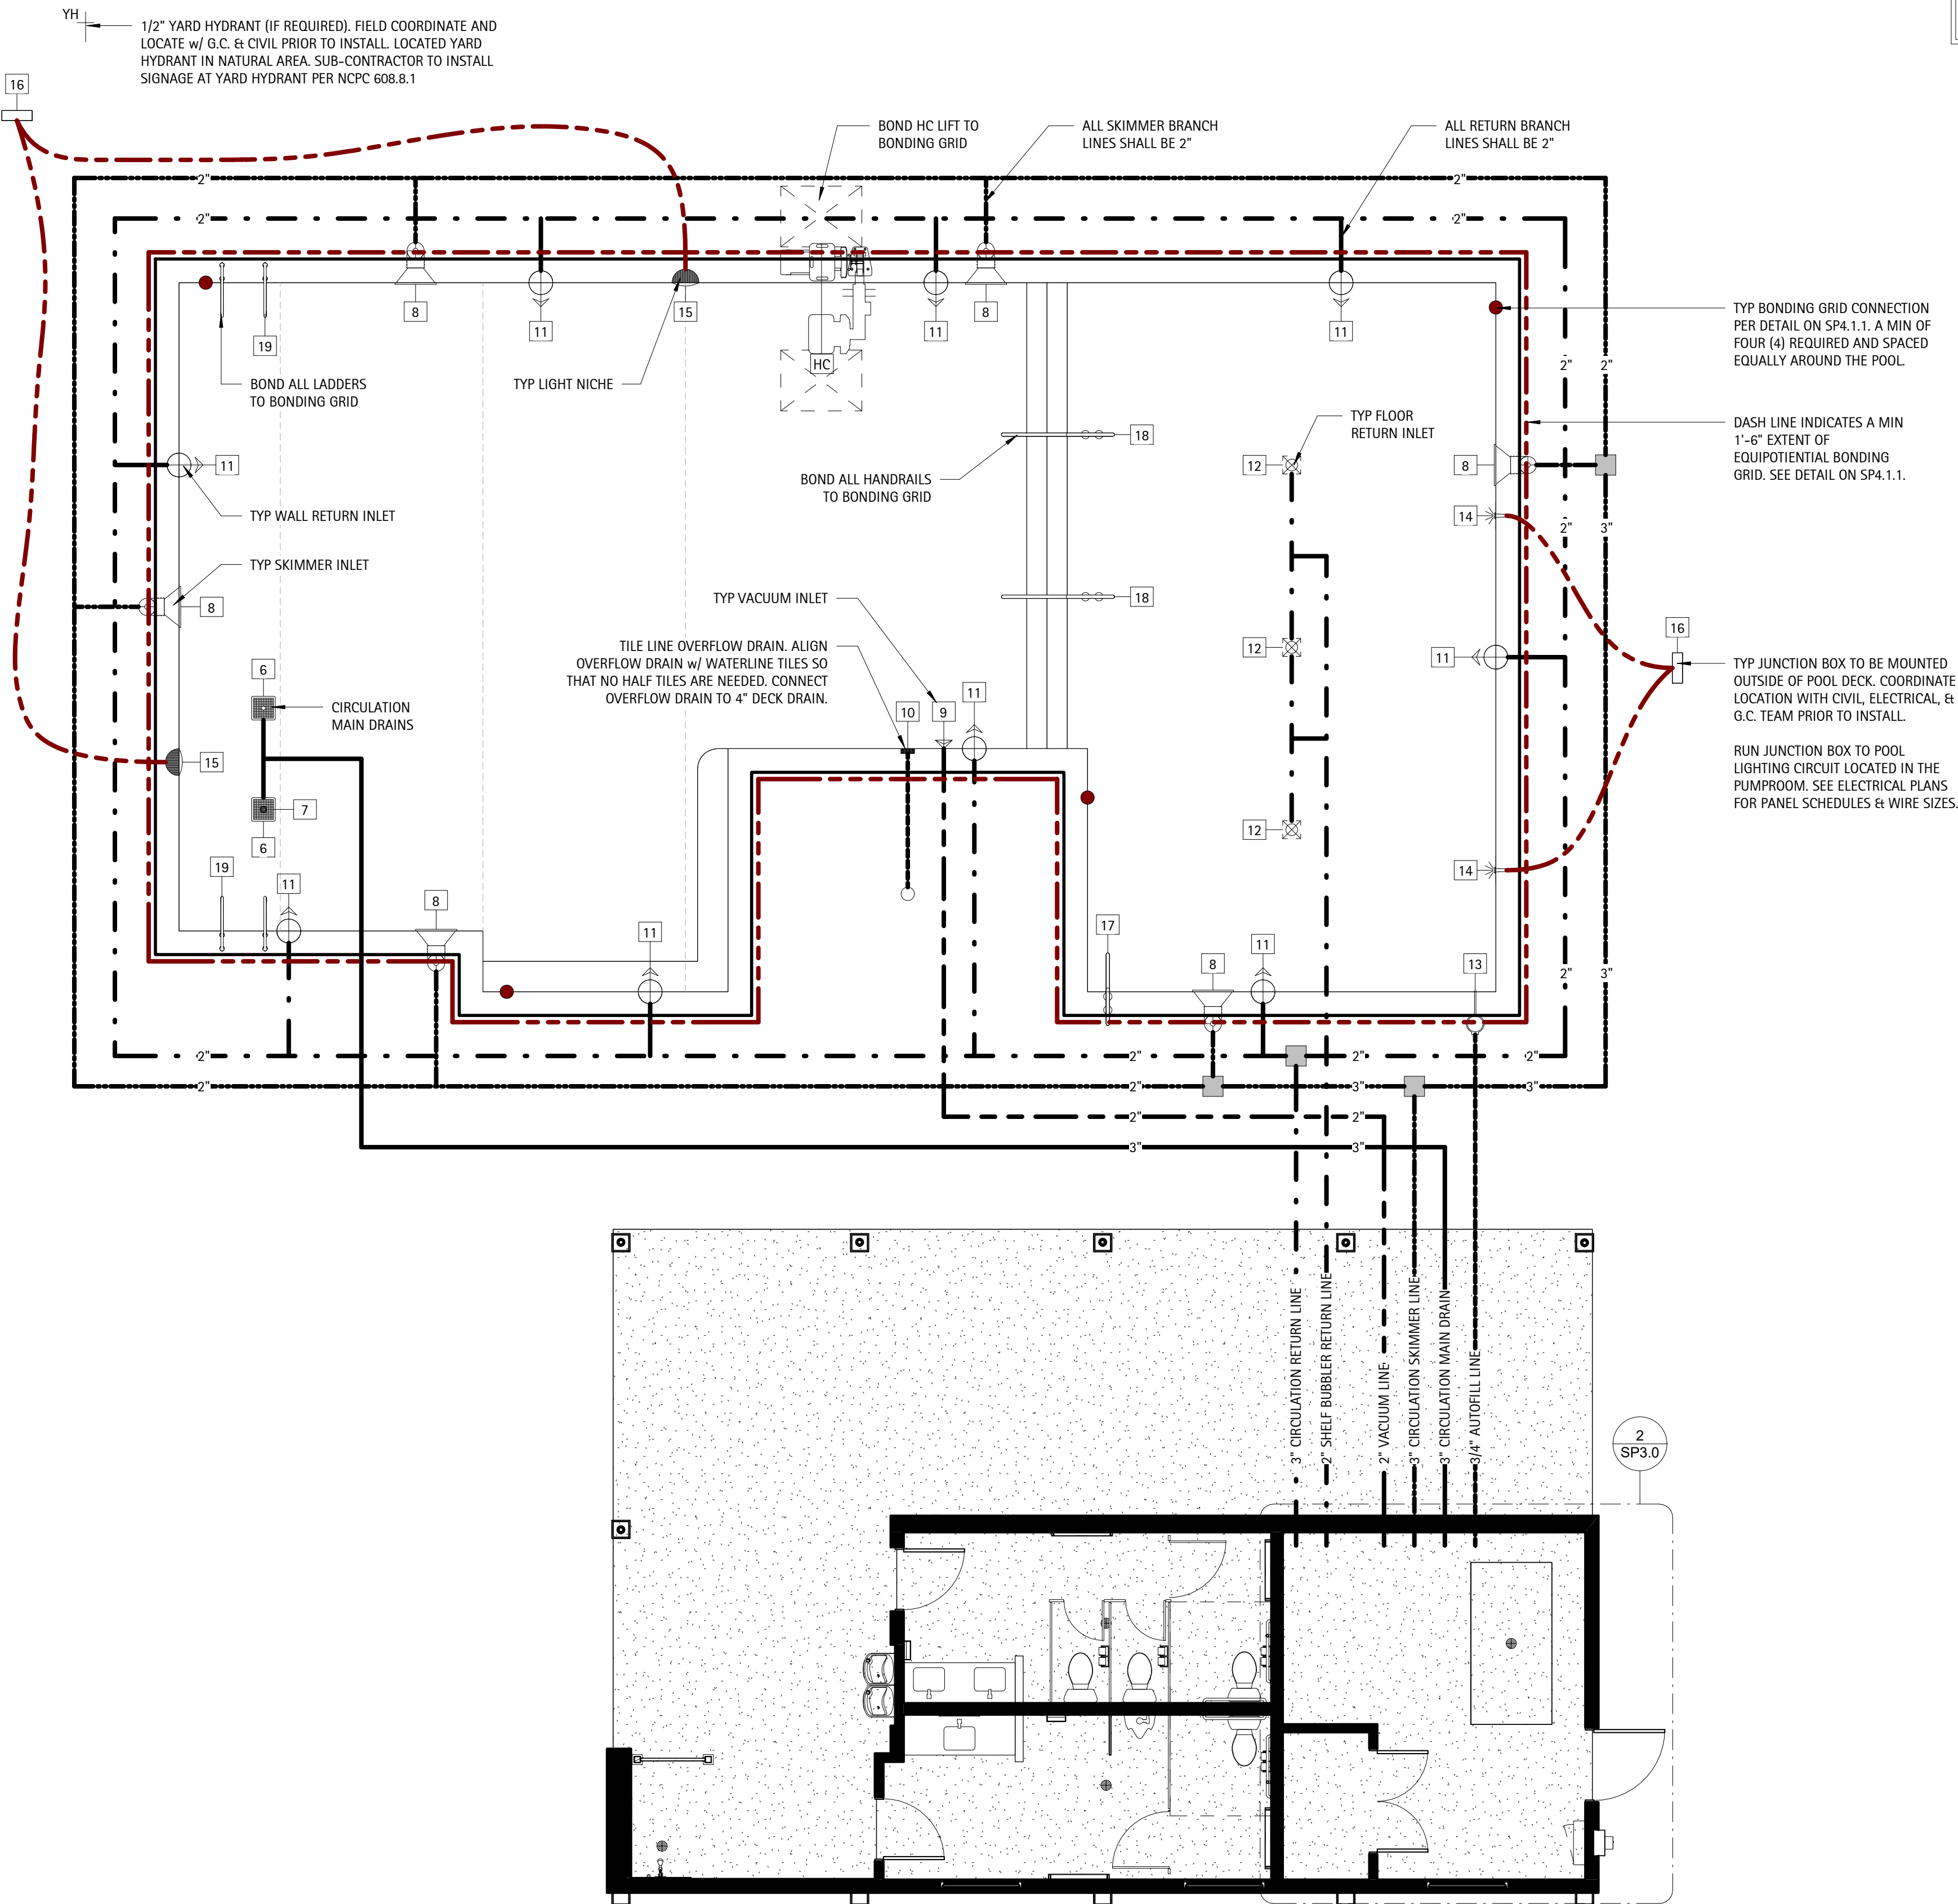 YH
1/2" YARD HYDRANT (IF REQUIRED). FIELD COORDINATE AND
LOCATE w/ G.C. & CIVIL PRIOR TO INSTALL. LOCATED YARD
HYDRANT IN NATURAL AREA. SUB-CONTRACTOR TO INSTALL
SIGNAGE AT YARD HYDRANT PER NCPC 608.8.1
16
BOND HC LIFT TO
BONDING GRID
ALL SKIMMER BRANCH
LINES SHALL BE 2"
ALL RETURN BRANCH
LINES SHALL BE 2"
2"
2"
2"
2"
8
11
15
11
8
11
19
HC
BOND ALL LADDERS
TO BONDING GRID
TYP LIGHT NICHE
TYP BONDING GRID CONNECTION
PER DETAIL ON SP4.1.1. A MIN OF
FOUR (4) REQUIRED AND SPACED
EQUALLY AROUND THE POOL.
2"
2"
TYP FLOOR
RETURN INLET
DASH LINE INDICATES A MIN
1'-6" EXTENT OF
EQUIPOTIENTIAL BONDING
GRID. SEE DETAIL ON SP4.1.1.
18
11
12
8
BOND ALL HANDRAILS
TO BONDING GRID
TYP WALL RETURN INLET
14
2"
3"
TYP SKIMMER INLET
8
TYP VACUUM INLET
18
16
TILE LINE OVERFLOW DRAIN. ALIGN
OVERFLOW DRAIN w/ WATERLINE TILES SO
THAT NO HALF TILES ARE NEEDED. CONNECT
OVERFLOW DRAIN TO 4" DECK DRAIN.
12
11
6
CIRCULATION
MAIN DRAINS
10
9
11
TYP JUNCTION BOX TO BE MOUNTED
OUTSIDE OF POOL DECK. COORDINATE
LOCATION WITH CIVIL, ELECTRICAL, &
G.C. TEAM PRIOR TO INSTALL.
RUN JUNCTION BOX TO POOL
LIGHTING CIRCUIT LOCATED IN THE
PUMPROOM. SEE ELECTRICAL PLANS
FOR PANEL SCHEDULES & WIRE SIZES.
15
7
6
12
19
11
8
11
14
17
8
11
13
2"
3"
2"
2"
2"
2"
2"
2"
3"
3"
2"
2"
3"
3"
3" CIRCULATION RETURN LINE
2" SHELF BUBBLER RETURN LINE
2" VACUUM LINE
3" CIRCULATION SKIMMER LINE
3" CIRCULATION MAIN DRAIN
3/4" AUTOFILL LINE
2
SP3.0